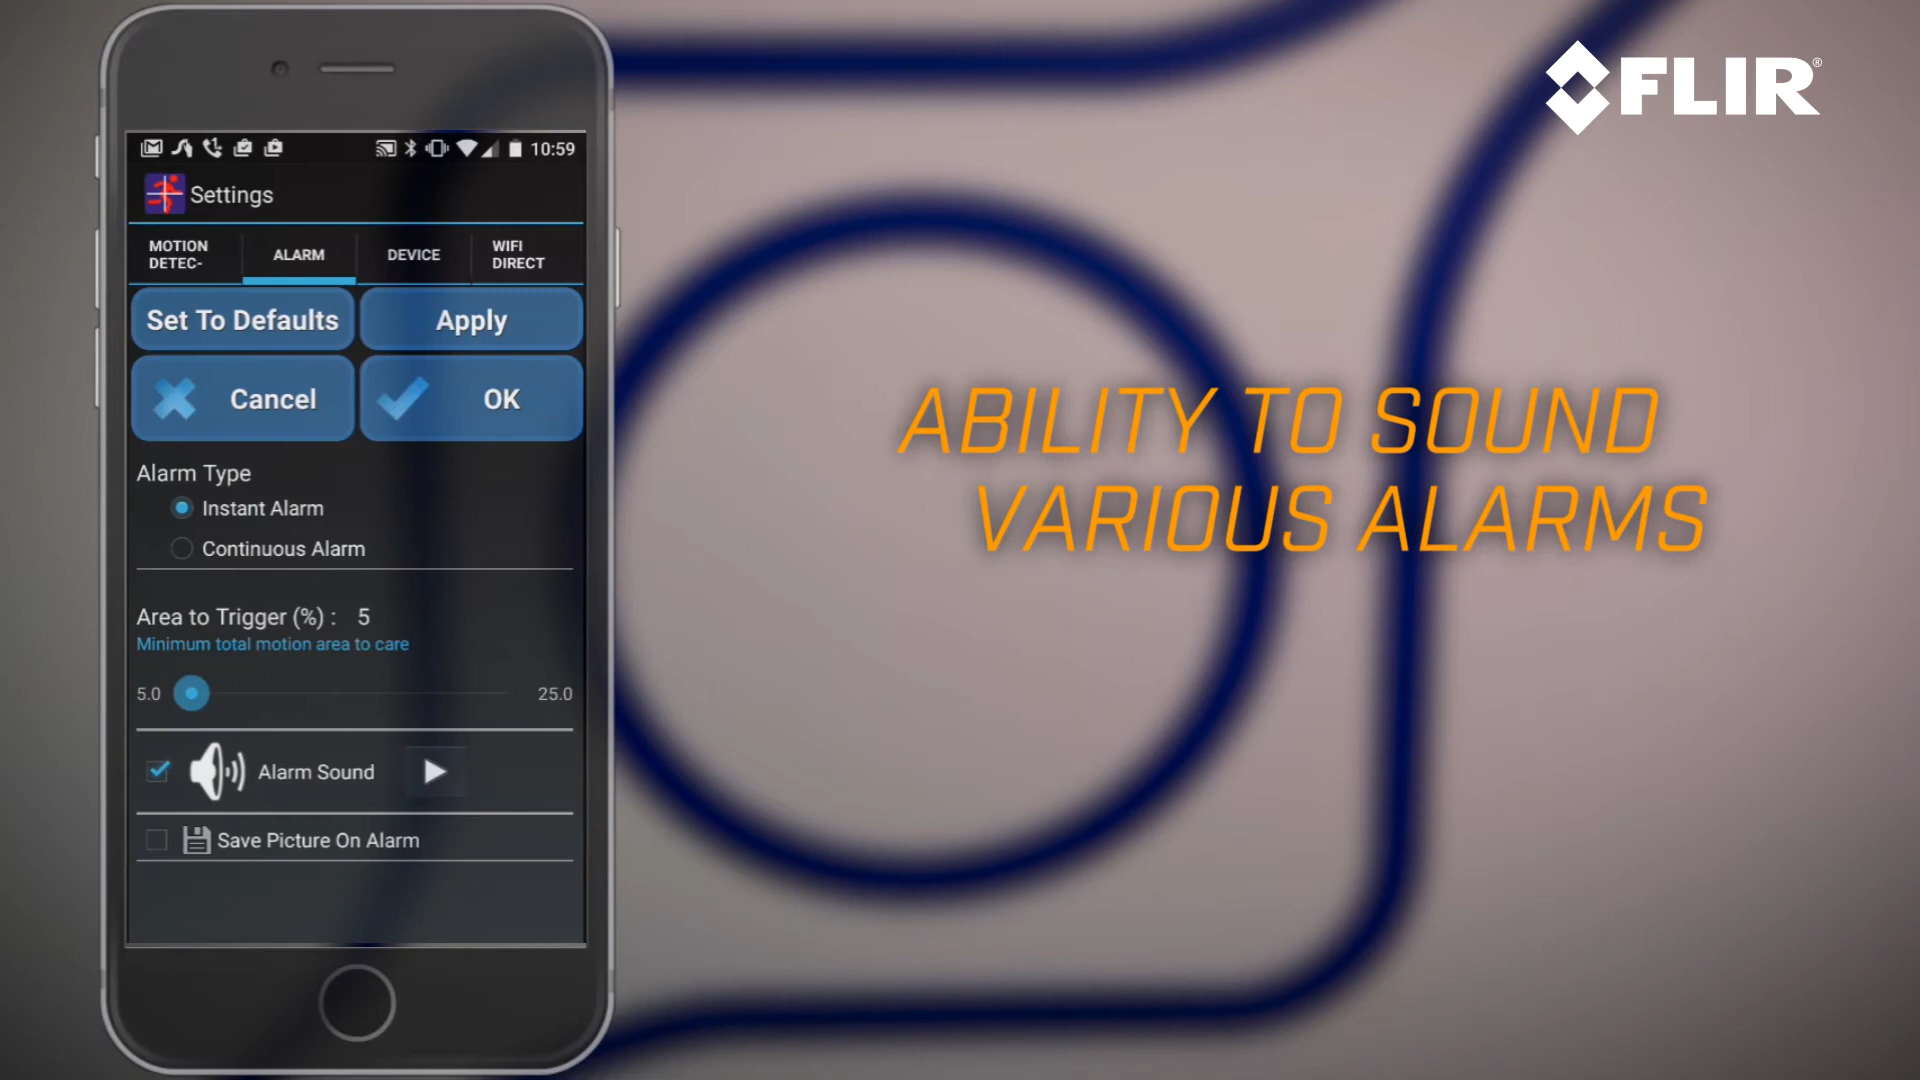 10:59
Settings
MOTION
DETEC-
ALARM
DEVICE
WIFI
DIRECT
Set To Defaults
Apply
Cancel
OK
Alarm Type
Instant Alarm
Continuous Alarm
Area to Trigger (%) : 5
Minimum total motion area to care
5.0
25.0
Alarm Sound
Save Picture On Alarm
FLIR®
ABILITY TO SOUND
VARIOUS ALARMS